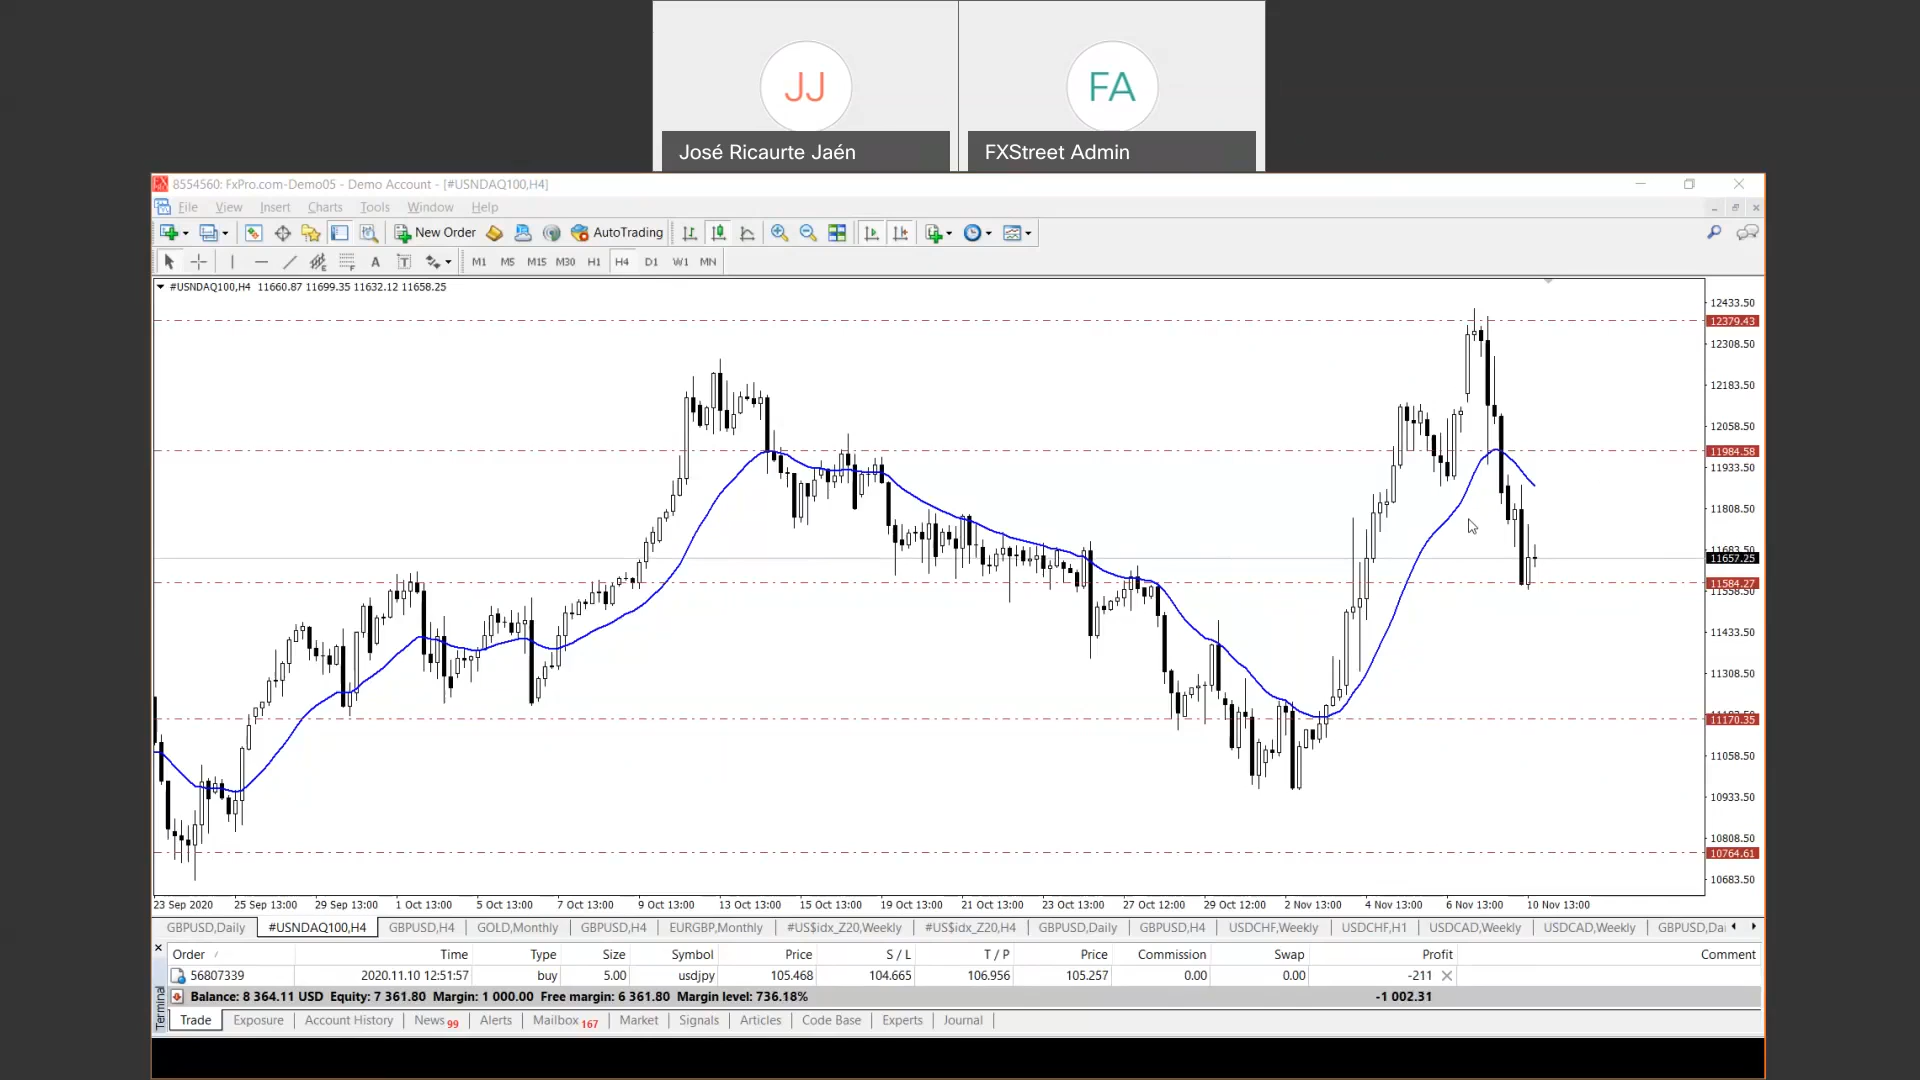 JJ
FA
José Ricaurte Jaén
FXStreet Admin
8554560: FxPro.com-Demo05 - Demo Account - [#USNDAQ100,H4]
File View Insert Charts Tools Window Help
New Order AutoTrading
A T M1 M5 M15 M30 H1 H4 D1 W1 MN
#USNDAQ100,H4 11660.87 11699.35 11632.12 11658.25
12433.50
12379.43
12308.50
12183.50
12058.50
11984.58
11933.50
11808.50
11683.50
11657.25
11584.27
11558.50
11433.50
11308.50
11170.35
11058.50
10933.50
10808.50
10764.61
10683.50
23 Sep 2020 25 Sep 13:00 29 Sep 13:00 1 Oct 13:00 5 Oct 13:00 7 Oct 13:00 9 Oct 13:00 13 Oct 13:00 15 Oct 13:00 19 Oct 13:00 21 Oct 13:00 23 Oct 13:00 27 Oct 12:00 29 Oct 12:00 2 Nov 13:00 4 Nov 13:00 6 Nov 13:00 10 Nov 13:00
GBPUSD,Daily #USNDAQ100,H4 GBPUSD,H4 GOLD,Monthly GBPUSD,H4 EURGBP,Monthly #US$idx_Z20,Weekly #US$idx_Z20,H4 GBPUSD,Daily GBPUSD,H4 USDCHF,Weekly USDCHF,H1 USDCAD,Weekly USDCAD,Weekly GBPUSD,Dai
Order / Time Type Size Symbol Price S / L T / P Price Commission Swap Profit Comment
56807339 2020.11.10 12:51:57 buy 5.00 usdjpy 105.468 104.665 106.956 105.257 0.00 0.00 -211
Balance: 8 364.11 USD Equity: 7 361.80 Margin: 1 000.00 Free margin: 6 361.80 Margin level: 736.18% -1 002.31
Terminal
Trade Exposure Account History News 99 Alerts Mailbox 167 Market Signals Articles Code Base Experts Journal